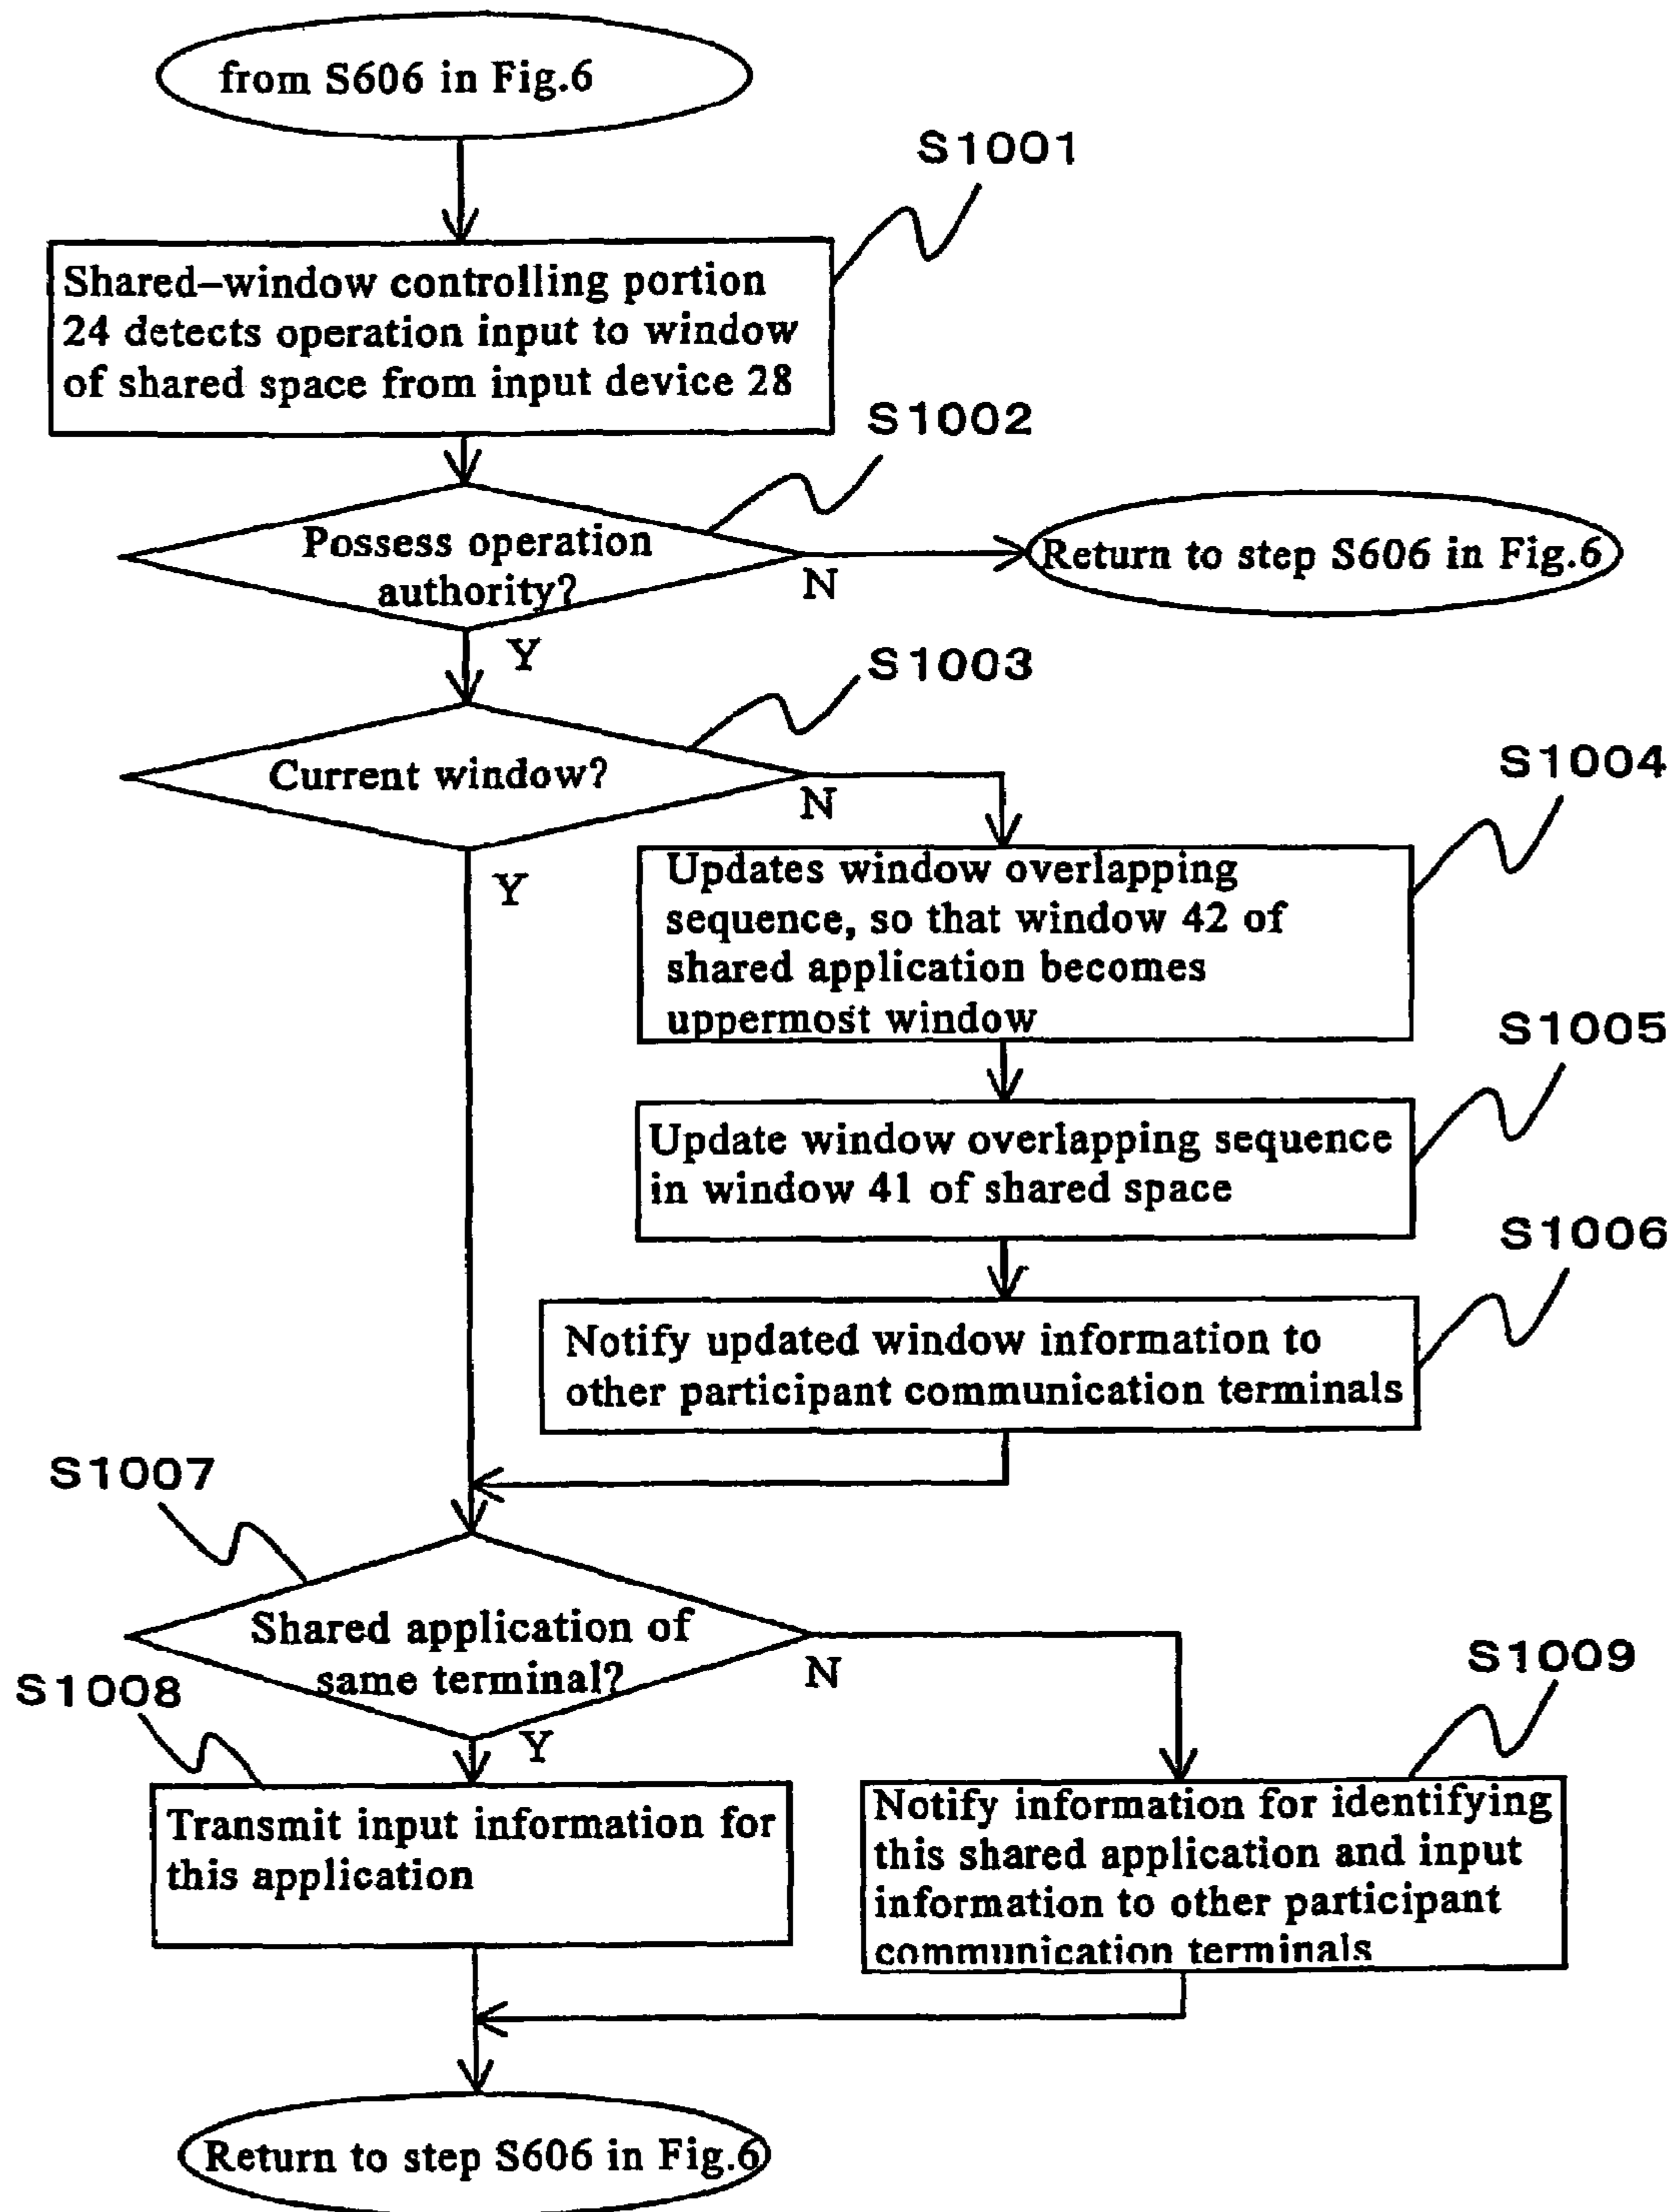 from S606 in Fig.6
S1001
Shared-window controlling portion
24 detects operation input to window
of shared space from input device 28
S1002
Possess operation
authority?
N
Return to step S606 in Fig.6
Y
S1003
Current window?
N
Y
S1004
Updates window overlapping
sequence, so that window 42 of
shared application becomes
uppermost window
S1005
Update window overlapping sequence
in window 41 of shared space
S1006
Notify updated window information to
other participant communication terminals
S1007
Shared application of
same terminal?
N
Y
S1008
Transmit input information for
this application
S1009
Notify information for identifying
this shared application and input
information to other participant
communication terminals
Return to step S606 in Fig.6